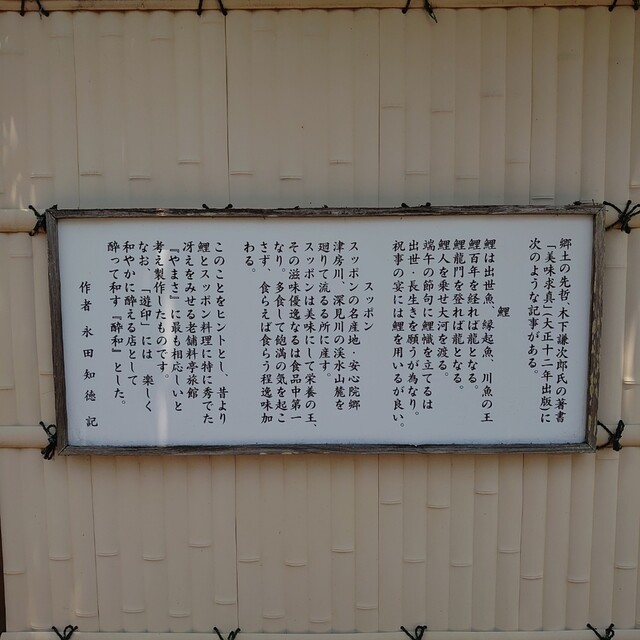 郷土の先哲、木下謙次郎氏の著書
「美味求真」(大正十二年出版)に
次のような記事がある。
鯉
鯉は出世魚、縁起魚、川魚の王
鯉百年を経れば龍となる。
鯉龍門を登れば龍となる。
鯉人を乗せ大河を渡る。
端午の節句に鯉幟を立てるは
出世・長生きを願うが為なり。
祝事の宴には鯉を用いるが良い。
スッポン
スッポンの名産地・安心院郷
津房川、深見川の渓水山麓を
廻りて流るる所に産す。
スッポンは美味にして栄養の王、
その滋味優逸なるは食品中第一
なり。多食して飽満の気を起こ
さず、食らえば食らう程逸味加
わる。
このことをヒントとし、昔より
鯉とスッポン料理に特に秀でた
冴えをみせる老舗料亭旅館
『やまさ』に最も相応しいと
考え製作したものです。
なお、「遊印」には 楽しく
和やかに酔える店として
酔って和す『酔和』とした。
作者 永田知徳 記